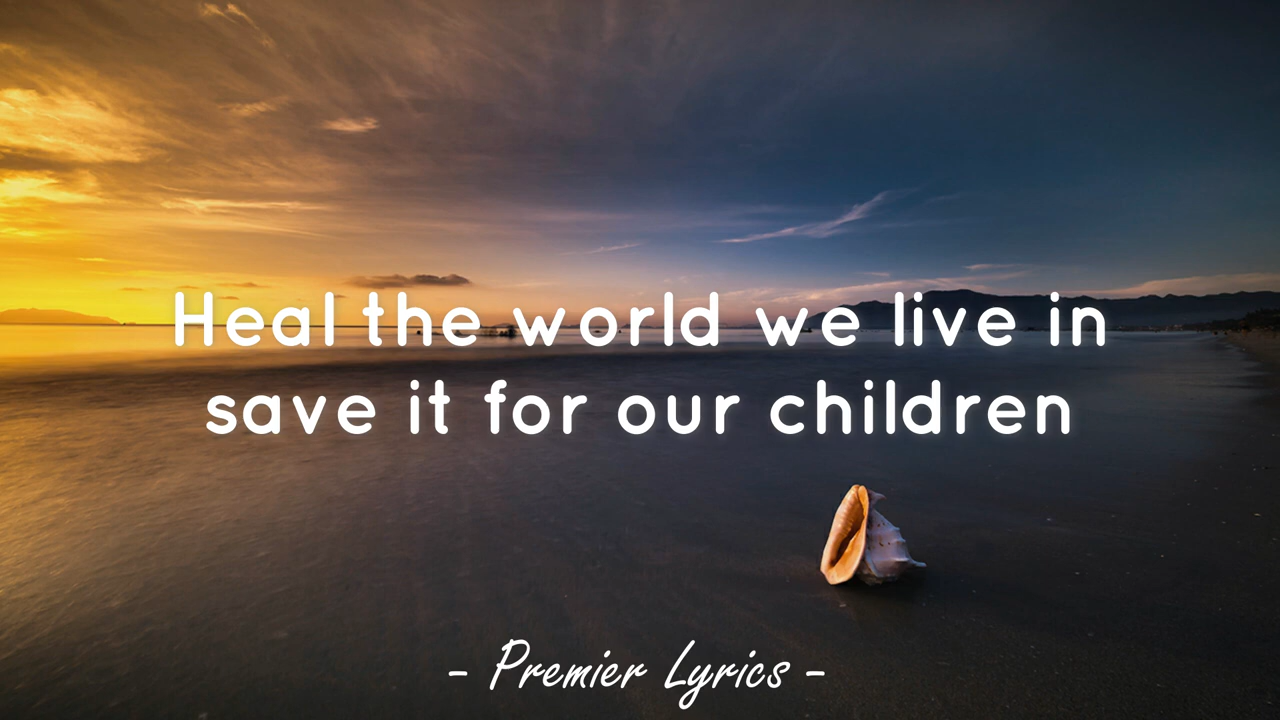 Heal the world we live in
save it for our children
- Premier Lyrics -